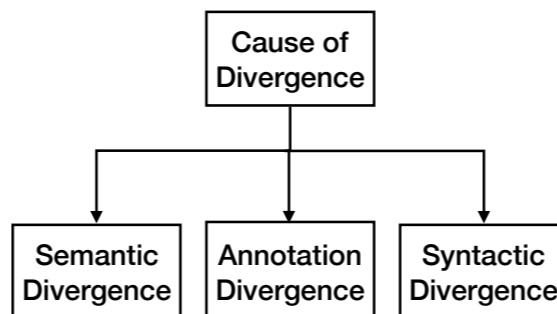 Cause of
Divergence
Semantic
Divergence
Annotation
Divergence
Syntactic
Divergence